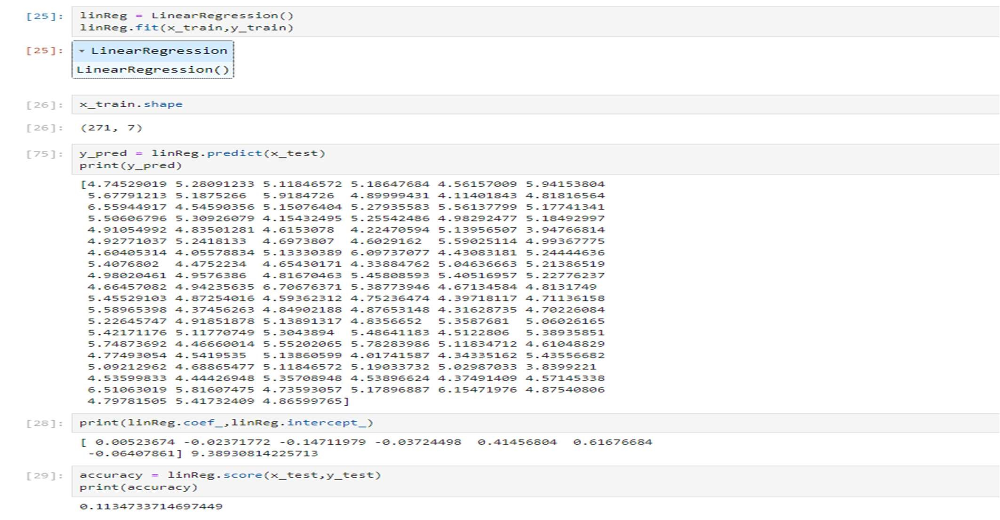 [25]: linReg = LinearRegression()
linReg.fit(x_train,y_train)
[25]: ▾ LinearRegression
LinearRegression()
[26]: x_train.shape
[26]: (271, 7)
[75]: y_pred = linReg.predict(x_test)
print(y_pred)
[4.74529019 5.28091233 5.11846572 5.18647684 4.56157009 5.94153804
5.67791213 5.1875266 5.9184726 4.89999431 4.11401843 4.81816564
6.55944917 4.54590356 5.15076404 5.27935583 5.56137799 5.17741341
5.50606796 5.30926079 4.15432495 5.25542486 4.98292477 5.18492997
4.91054992 4.83501281 4.6153078 4.22470594 5.13956507 3.94766814
4.92771037 5.2418133 4.6973807 4.6029162 5.59025114 4.99367775
4.60405314 4.05578834 5.13330389 6.09737077 4.43083181 5.24444636
5.4076802 4.4752234 4.65430171 4.33884762 5.04636663 5.21386519
4.98020461 4.9576386 4.81670463 5.45808593 5.40516957 5.22776237
4.66457082 4.94235635 6.70676371 5.38773946 4.67134584 4.8131749
5.45529103 4.87254016 4.59362312 4.75236474 4.39718117 4.71136158
5.58965398 4.37456263 4.84902188 4.87653148 4.31628735 4.70226084
5.22645747 4.91851878 5.13891317 4.8356652 5.3587681 5.06026165
5.42171176 5.11770749 5.3043894 5.48641183 4.5122806 5.38935851
5.74873692 4.46660014 5.55202065 5.78283986 5.11834712 4.61048829
4.77493054 4.5419535 5.13860599 4.01741587 4.34335162 5.43556682
5.09212962 4.68865477 5.11846572 5.19033732 5.02987033 3.8399221
4.53599833 4.44426948 5.35708948 4.53896624 4.37491409 4.57145338
6.51063019 5.81607475 4.73593057 5.17896887 6.15471976 4.87540806
4.79781505 5.41732409 4.86599765]
[28]: print(linReg.coef_,linReg.intercept_)
[ 0.00523674 -0.02371772 -0.14711979 -0.03724498 0.41456804 0.61676684
-0.06407861] 9.38930814225713
[29]: accuracy = linReg.score(x_test,y_test)
print(accuracy)
0.1134733714697449